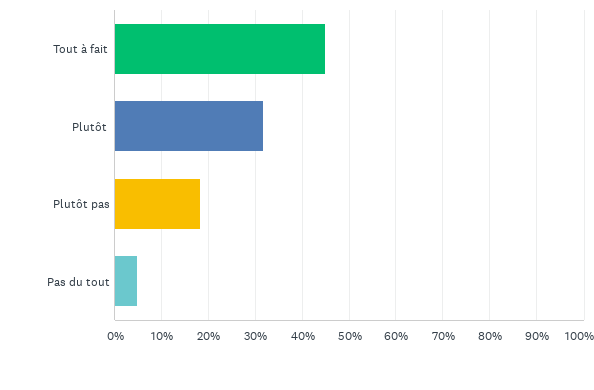 Tout à fait
Plutôt
Plutôt pas
Pas du tout
0% 10% 20% 30% 40% 50% 60% 70% 80% 90% 100%